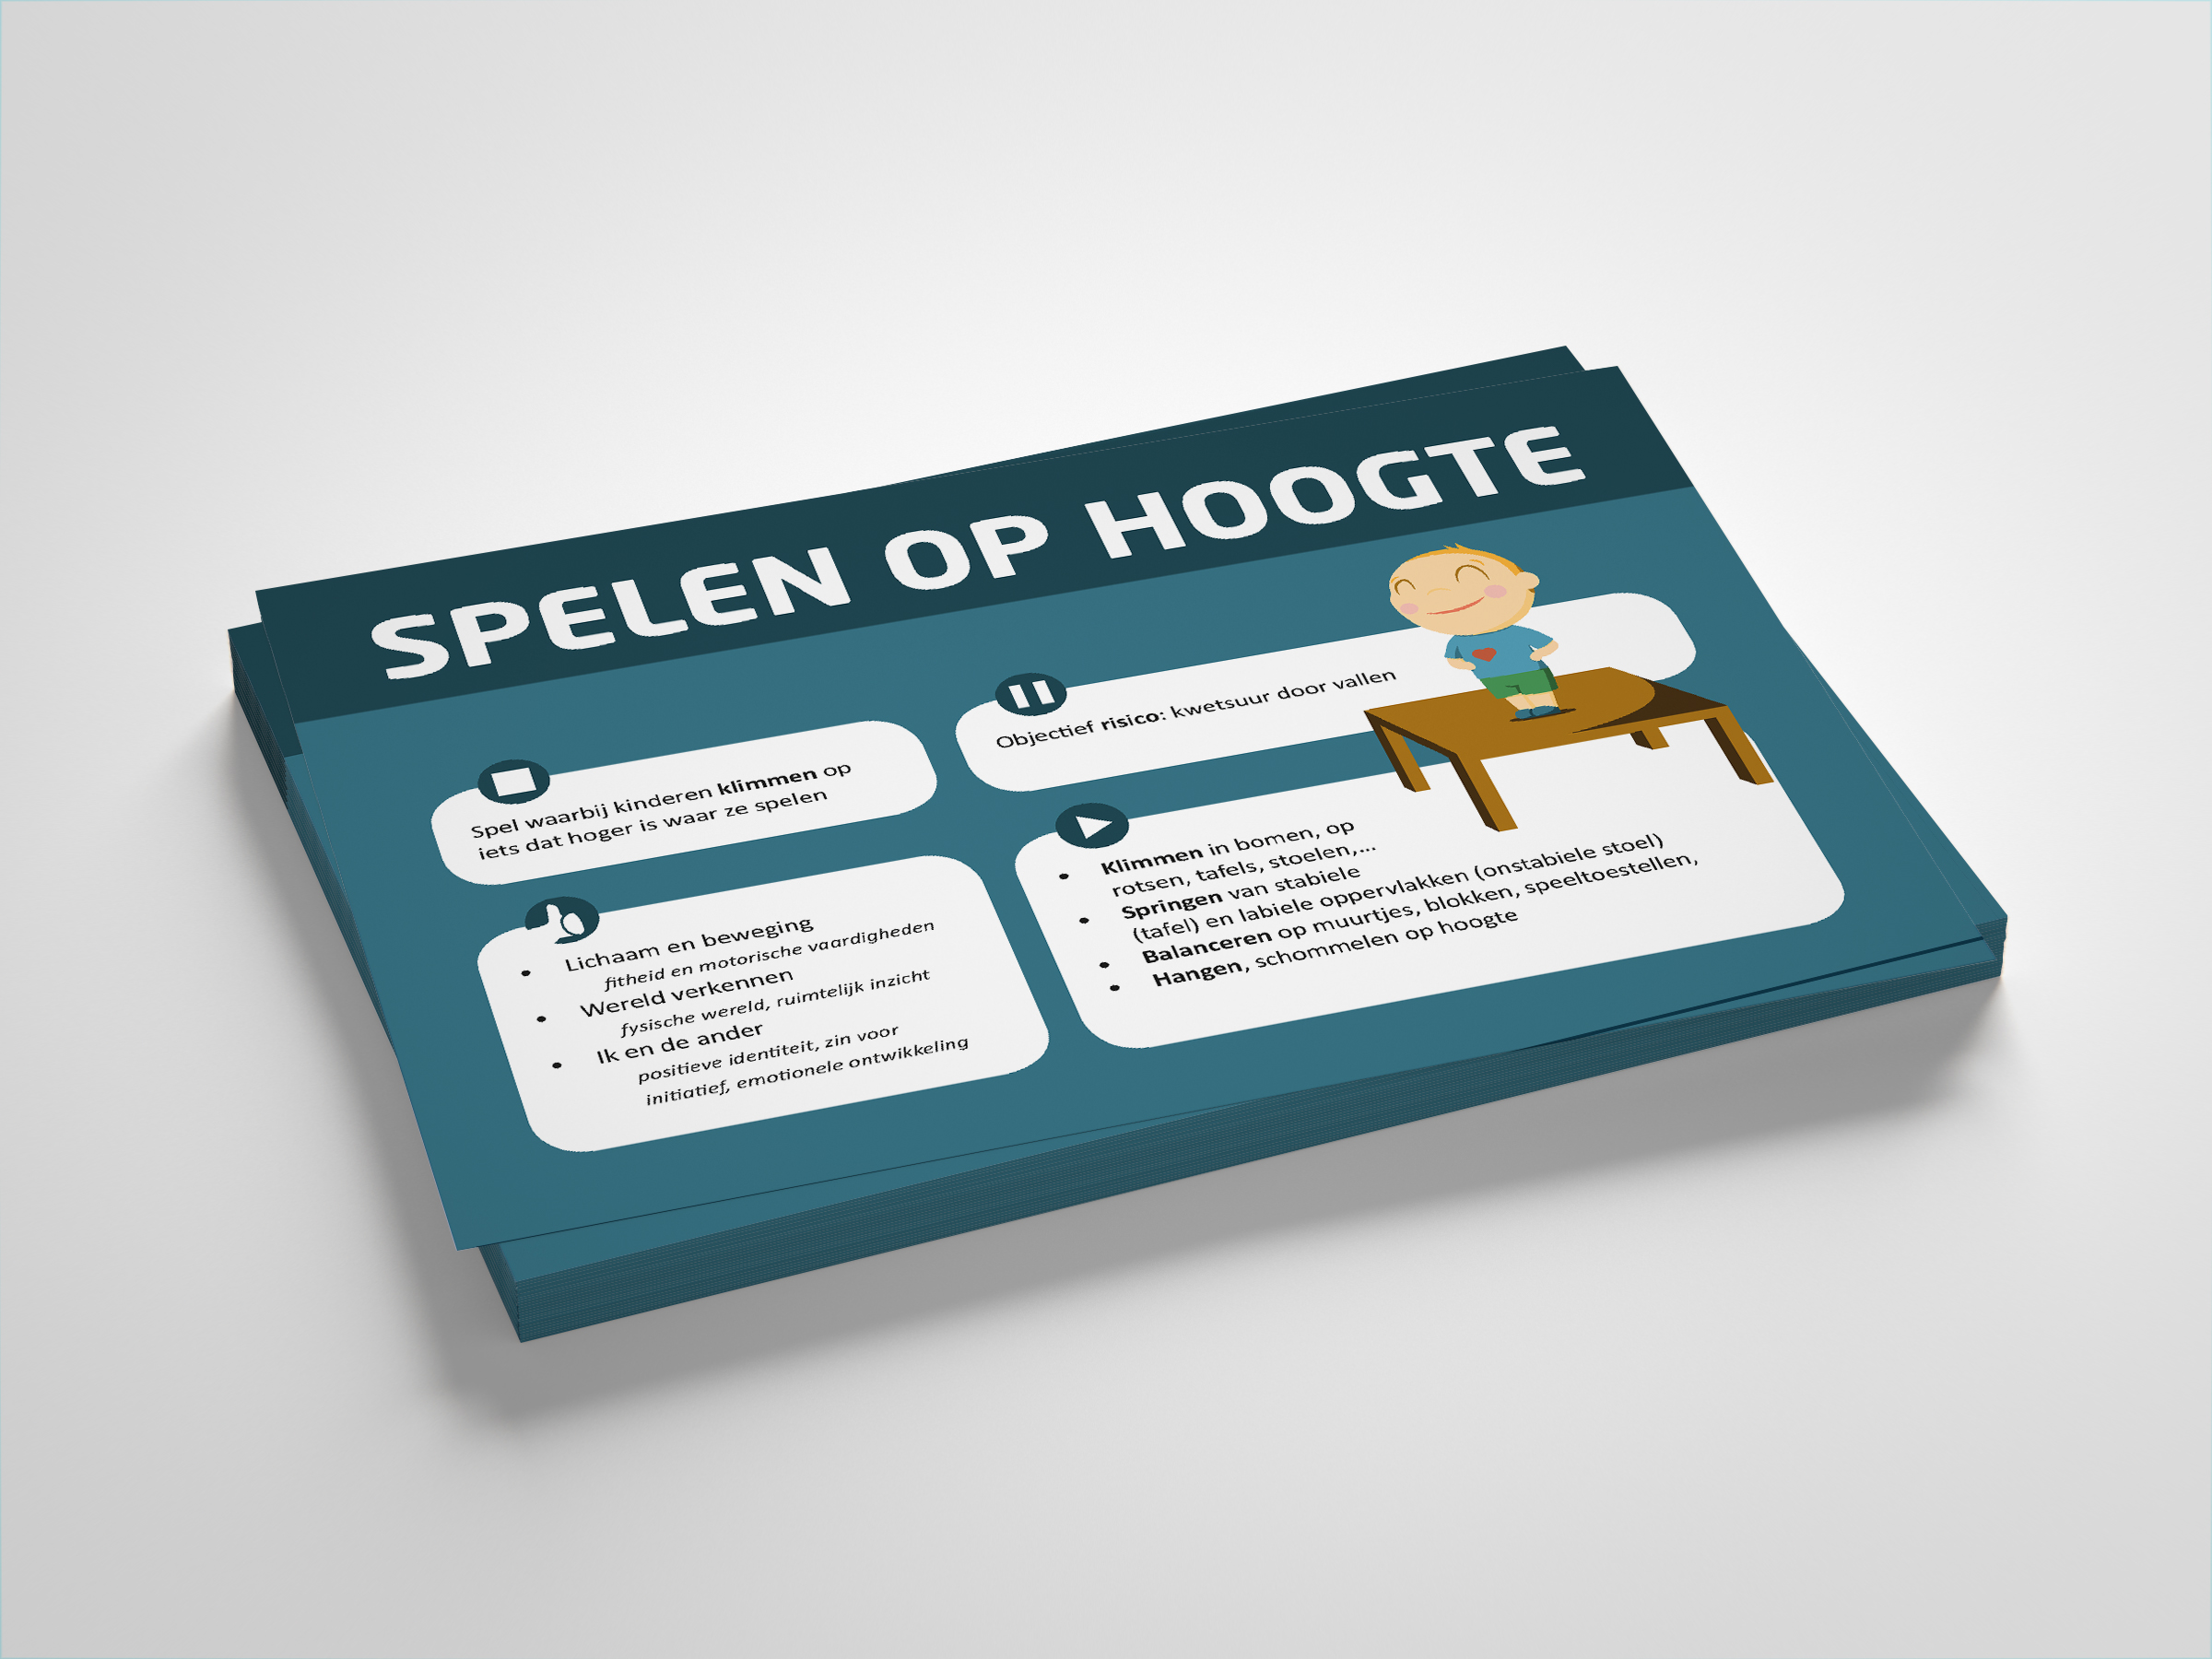 SPELEN OP HOOGTE
Spel waarbij kinderen klimmen op
iets dat hoger is waar ze spelen
Objectief risico: kwetsuur door vallen
• Lichaam en beweging
fitheid en motorische vaardigheden
• Wereld verkennen
fysische wereld, ruimtelijk inzicht
• Ik en de ander
positieve identiteit, zin voor
initiatief, emotionele ontwikkeling
• Klimmen in bomen, op
rotsen, tafels, stoelen,...
• Springen van stabiele
(tafel) en labiele oppervlakken (onstabiele stoel)
• Balanceren op muurtjes, blokken, speeltoestellen,
• Hangen, schommelen op hoogte